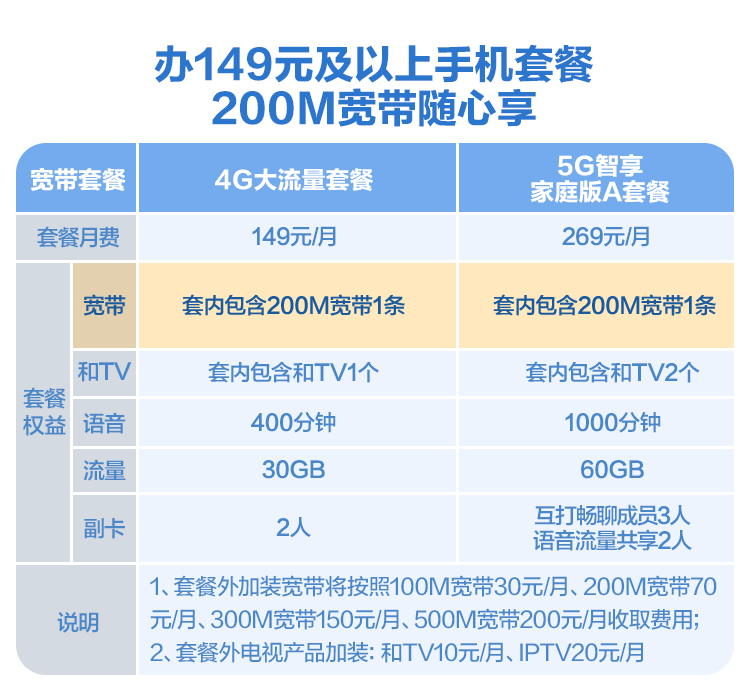 办149元及以上手机套餐
200M宽带随心享
宽带套餐
4G大流量套餐
5G智享
家庭版A套餐
套餐月费
149元/月
269元/月
套餐
权益
宽带
套内包含200M宽带1条
套内包含200M宽带1条
和TV
套内包含和TV1个
套内包含和TV2个
语音
400分钟
1000分钟
流量
30GB
60GB
副卡
2人
互打畅聊成员3人
语音流量共享2人
说明
1、套餐外加装宽带将按照100M宽带30元/月、200M宽带70
元/月、300M宽带150元/月、500M宽带200元/月收取费用；
2、套餐外电视产品加装：和TV10元/月、IPTV20元/月